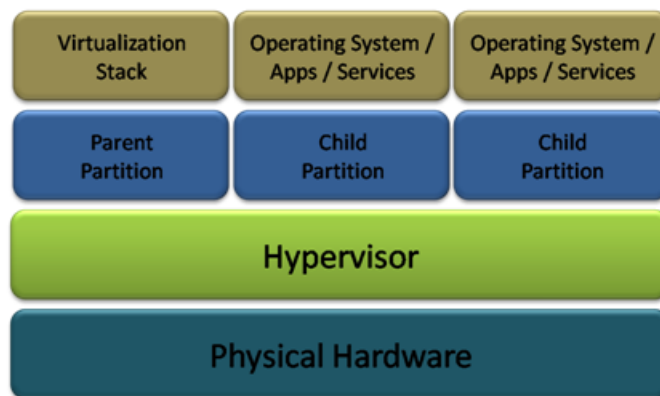 Virtualization
Stack
Operating System /
Apps / Services
Operating System /
Apps / Services
Parent
Partition
Child
Partition
Child
Partition
Hypervisor
Physical Hardware